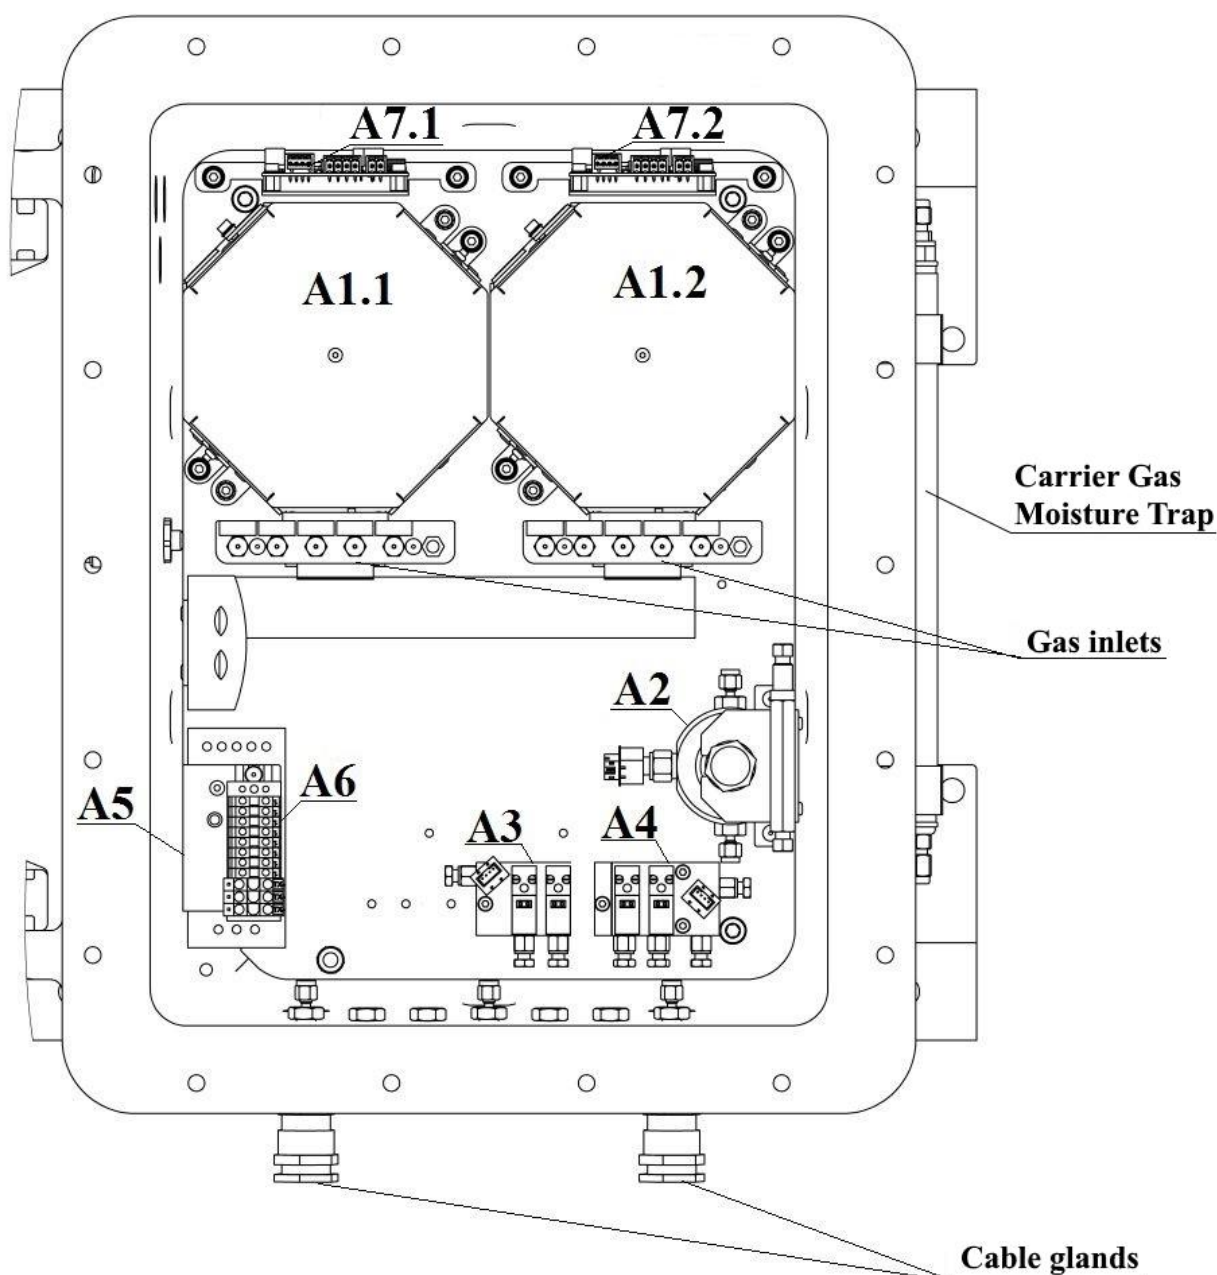 A7.1
A7.2
A1.1
A1.2
Carrier Gas
Moisture Trap
Gas inlets
A2
A6
A5
A3
A4
Cable glands